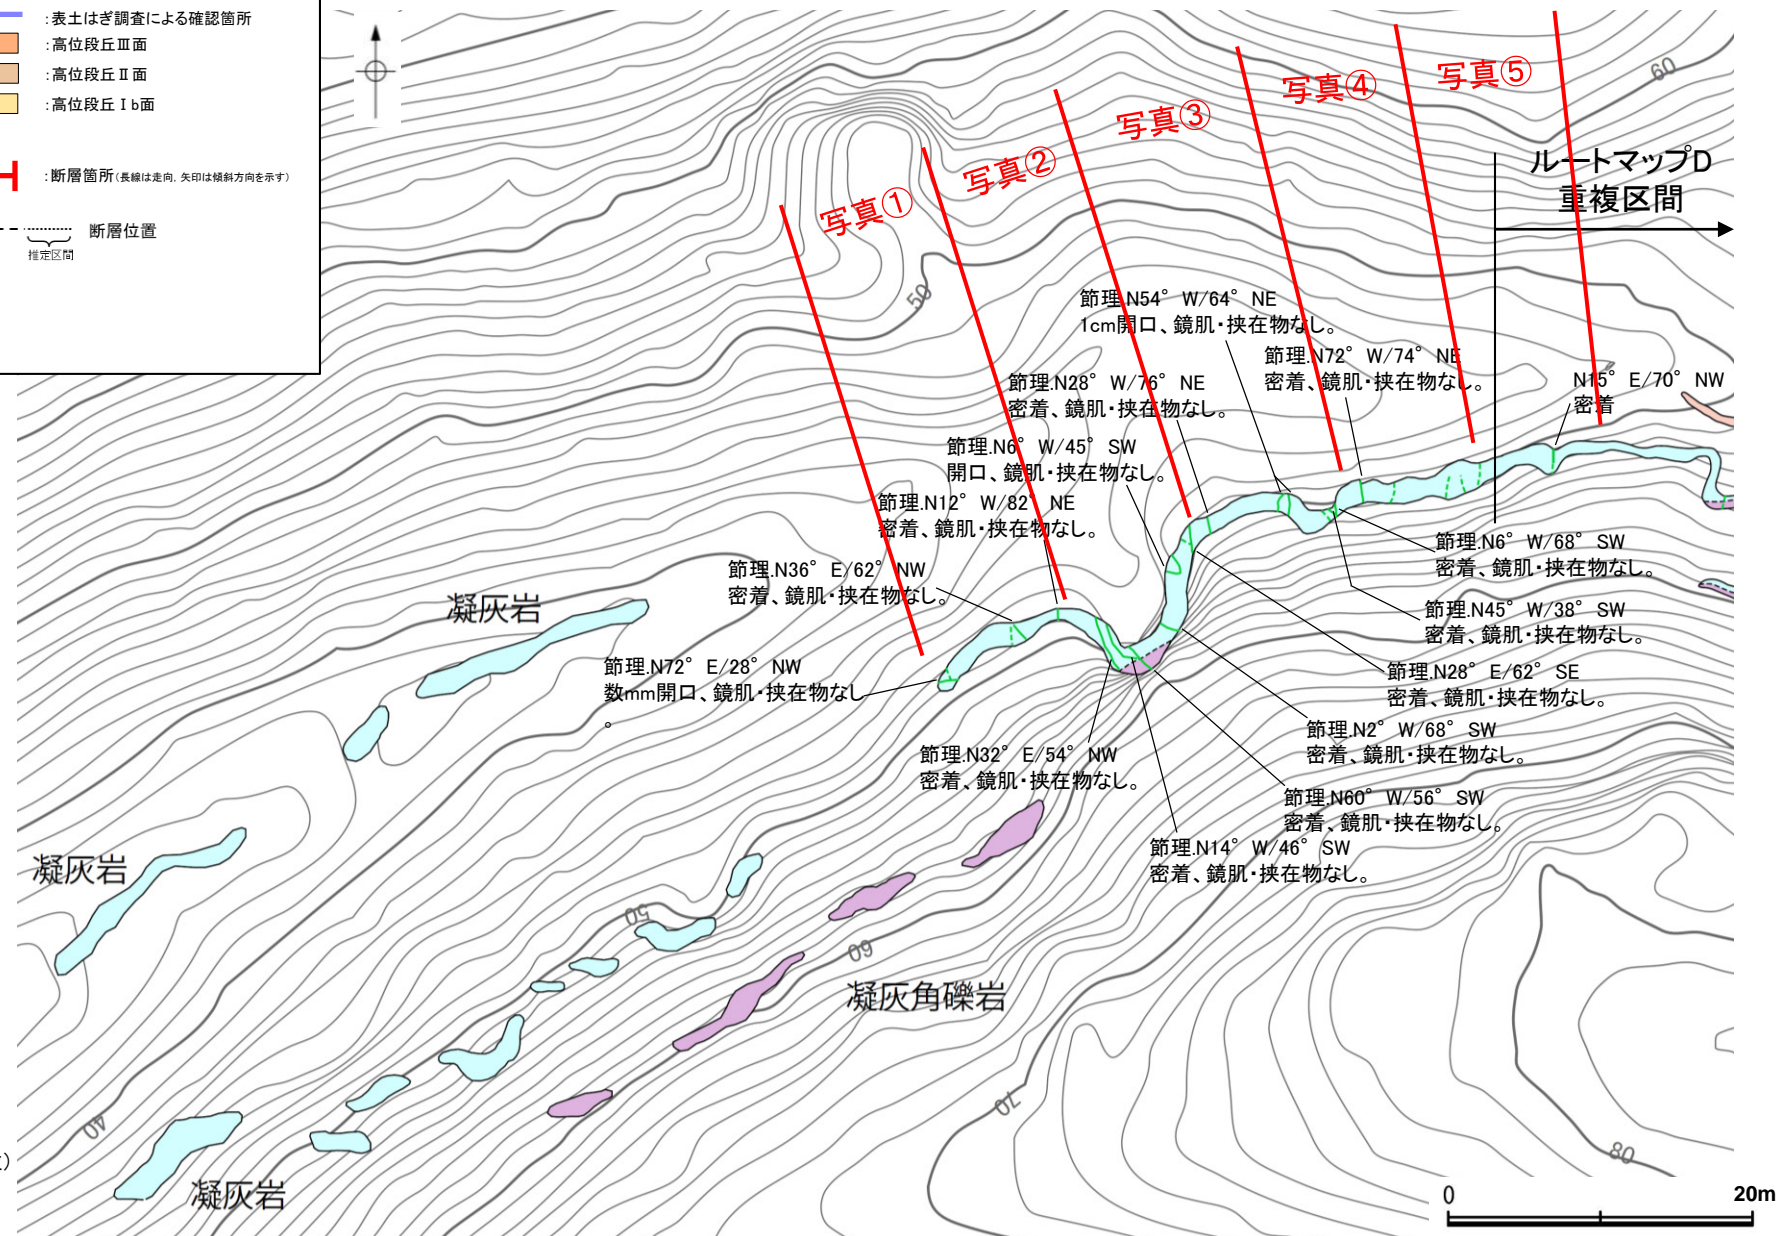 :表土はぎ調査による確認箇所
:高位段丘Ⅲ面
:高位段丘Ⅱ面
:高位段丘Ⅰb面
:断層箇所(長線は走向，矢印は傾斜方向を示す)
断層位置
推定区間
写真①
写真②
写真③
写真④
写真⑤
60
ルートマップD
重複区間
50
節理.N54°W/64°NE
1cm開口、鏡肌・挟在物なし。
節理.N72°W/74°NE
密着、鏡肌・挟在物なし。
節理.N28°W/76°NE
密着、鏡肌・挟在物なし。
N15°E/70°NW
密着
節理.N6°W/45°SW
開口、鏡肌・挟在物なし。
節理.N12°W/82°NE
密着、鏡肌・挟在物なし。
節理.N36°E/62°NW
密着、鏡肌・挟在物なし。
節理.N6°W/68°SW
密着、鏡肌・挟在物なし。
凝灰岩
節理.N45°W/38°SW
密着、鏡肌・挟在物なし。
節理.N72°E/28°NW
数mm開口、鏡肌・挟在物なし
。
節理.N28°E/62°SE
密着、鏡肌・挟在物なし。
節理.N2°W/68°SW
密着、鏡肌・挟在物なし。
節理.N32°E/54°NW
密着、鏡肌・挟在物なし。
節理.N60°W/56°SW
密着、鏡肌・挟在物なし。
節理.N14°W/46°SW
密着、鏡肌・挟在物なし。
凝灰岩
50
60
凝灰角礫岩
70
40
80
)
凝灰岩
0
20m